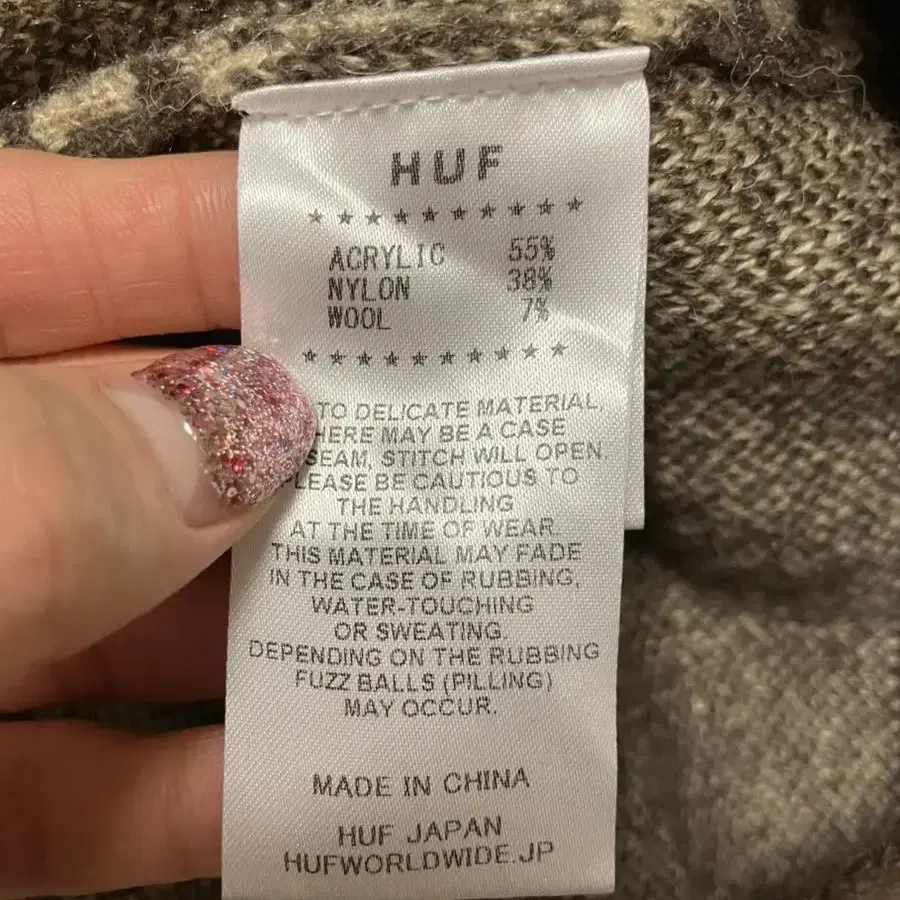 HUF
★★★★★★★★★★
ACRYLIC 55%
NYLON 38%
WOOL 7%
★★★★★★★★★★
TO DELICATE MATERIAL,
HERE MAY BE A CASE
SEAM, STITCH WILL OPEN.
PLEASE BE CAUTIOUS TO
THE HANDLING
AT THE TIME OF WEAR.
THIS MATERIAL MAY FADE
IN THE CASE OF RUBBING,
WATER-TOUCHING
OR SWEATING.
DEPENDING ON THE RUBBING
FUZZ BALLS (PILLING)
MAY OCCUR.
MADE IN CHINA
HUF JAPAN
HUFWORLDWIDE.JP